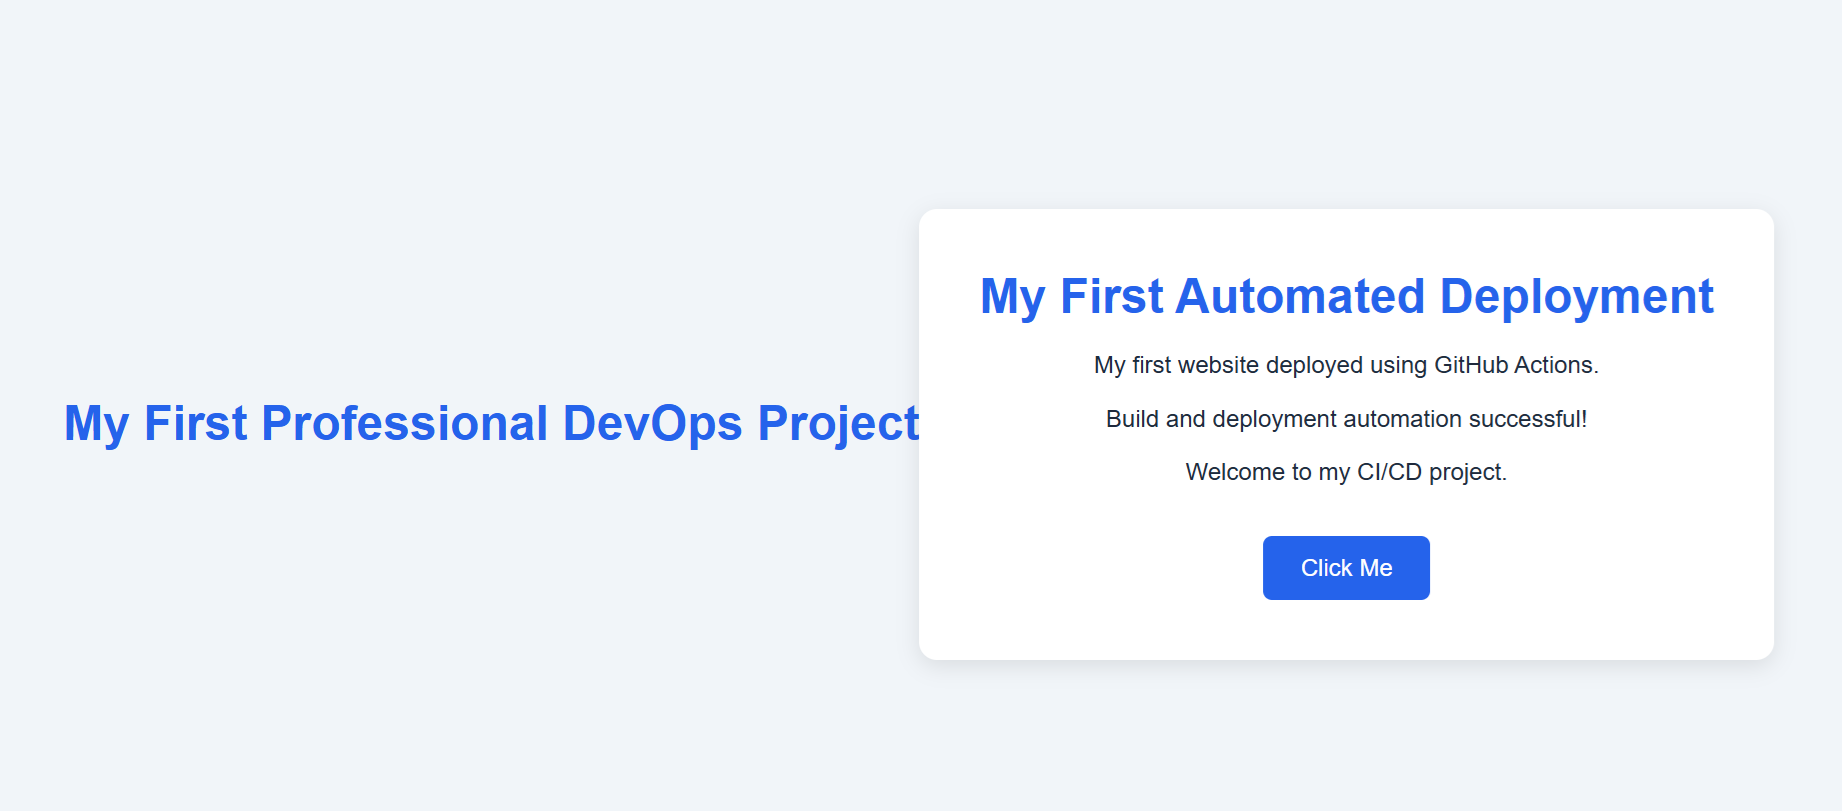 My First Professional DevOps Project
My First Automated Deployment
My first website deployed using GitHub Actions.
Build and deployment automation successful!
Welcome to my CI/CD project.
Click Me